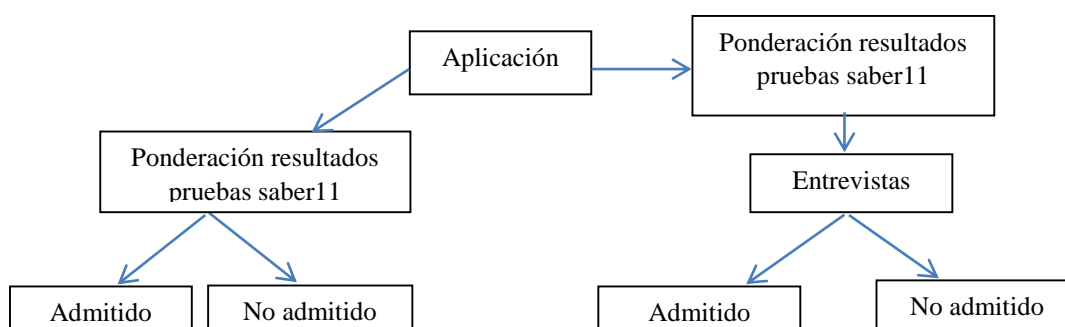 Aplicación
Ponderación resultados
pruebas saber11
Ponderación resultados
pruebas saber11
Entrevistas
Admitido
No admitido
Admitido
No admitido